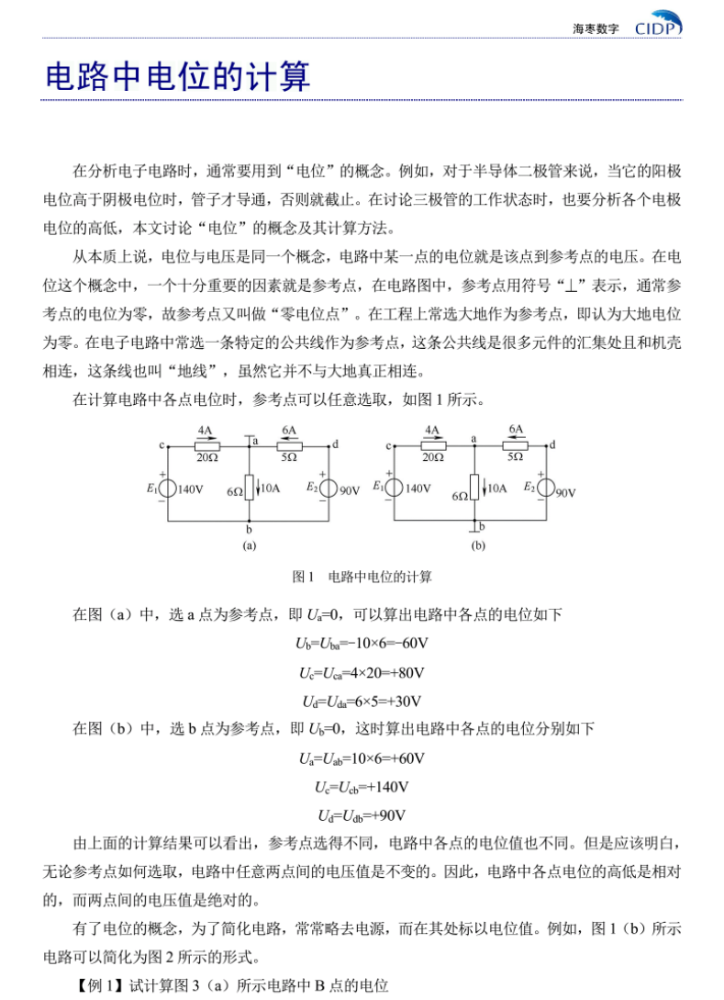 海枣数字 CIDP
电路中电位的计算
在分析电子电路时，通常要用到“电位”的概念。例如，对于半导体二极管来说，当它的阳极
电位高于阴极电位时，管子才导通，否则就截止。在讨论三极管的工作状态时，也要分析各个电极
电位的高低，本文讨论“电位”的概念及其计算方法。
从本质上说，电位与电压是同一个概念，电路中某一点的电位就是该点到参考点的电压。在电
位这个概念中，一个十分重要的因素就是参考点，在电路图中，参考点用符号“⊥”表示，通常参
考点的电位为零，故参考点又叫做“零电位点”。在工程上常选大地作为参考点，即认为大地电位
为零。在电子电路中常选一条特定的公共线作为参考点，这条公共线是很多元件的汇集处且和机壳
相连，这条线也叫“地线”，虽然它并不与大地真正相连。
在计算电路中各点电位时，参考点可以任意选取，如图 1 所示。
4A 6A 4A 6A
c a d c a d
20Ω 5Ω 20Ω 5Ω
+ + + +
E₁ 140V 6Ω 10A E₂ 90V E₁ 140V 6Ω 10A E₂ 90V
− − − −
b b
(a) (b)
图 1 电路中电位的计算
在图（a）中，选 a 点为参考点，即 Uₐ=0，可以算出电路中各点的电位如下
Ub=Uba=−10×6=−60V
Uc=Uca=4×20=+80V
Ud=Uda=6×5=+30V
在图（b）中，选 b 点为参考点，即 Ub=0，这时算出电路中各点的电位分别如下
Ua=Uab=10×6=+60V
Uc=Ucb=+140V
Ud=Udb=+90V
由上面的计算结果可以看出，参考点选得不同，电路中各点的电位值也不同。但是应该明白，
无论参考点如何选取，电路中任意两点间的电压值是不变的。因此，电路中各点电位的高低是相对
的，而两点间的电压值是绝对的。
有了电位的概念，为了简化电路，常常略去电源，而在其处标以电位值。例如，图 1（b）所示
电路可以简化为图 2 所示的形式。
【例 1】试计算图 3（a）所示电路中 B 点的电位